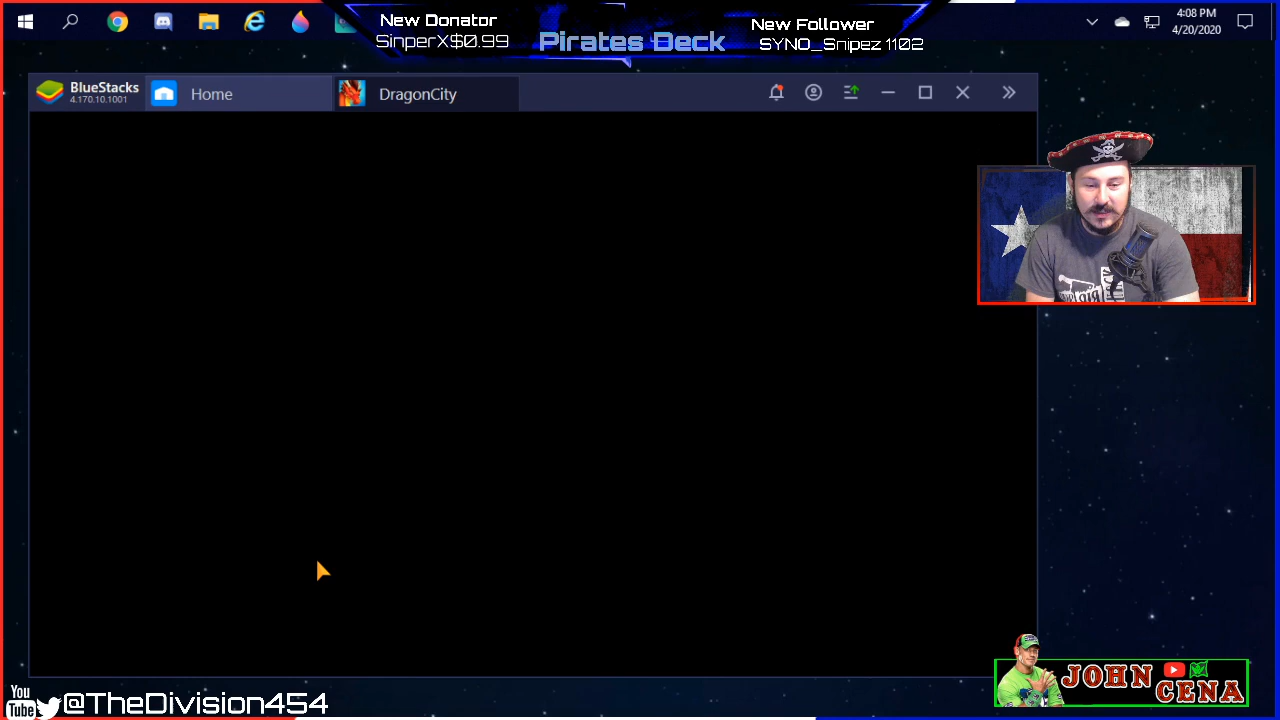 New Donator
SinperX$0.99
Pirates Deck
New Follower
SYNO_Snipez 1102
4:08 PM
4/20/2020
BlueStacks
4.170.10.1001
Home
DragonCity
JOHN
CENA
You
Tube
@TheDivision454